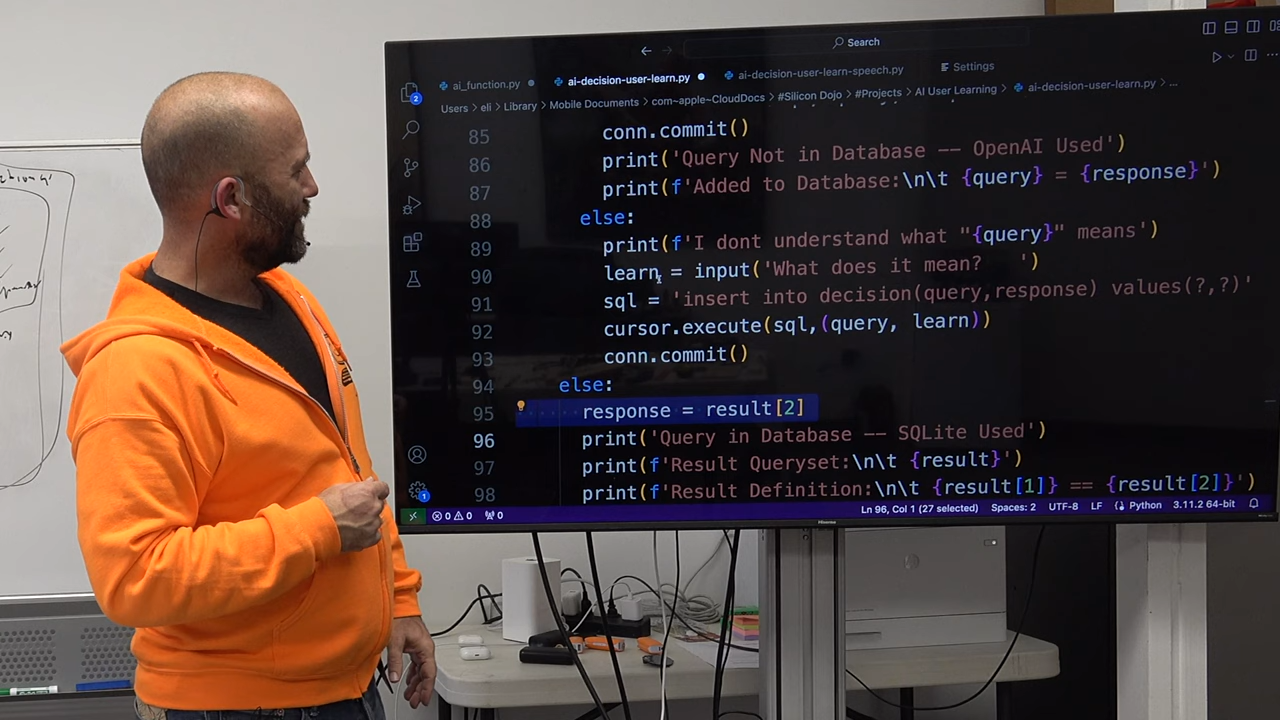 Search
ai_function.py
ai-decision-user-learn.py
ai-decision-user-learn-speech.py
Settings
Users > eli > Library > Mobile Documents > com~apple~CloudDocs > #Silicon Dojo > #Projects > AI User Learning > ai-decision-user-learn.py > ...
85 conn.commit()
86 print('Query Not in Database -- OpenAI Used')
87 print(f'Added to Database:\n\t {query} = {response}')
88 else:
89 print(f'I dont understand what "{query}" means')
90 learn = input('What does it mean?   ')
91 sql = 'insert into decision(query,response) values(?,?)'
92 cursor.execute(sql,(query, learn))
93 conn.commit()
94 else:
95 response = result[2]
96 print('Query in Database -- SQLite Used')
97 print(f'Result Queryset:\n\t {result}')
98 print(f'Result Definition:\n\t {result[1]} == {result[2]}')
2
1
0 0 0
Ln 96, Col 1 (27 selected) Spaces: 2 UTF-8 LF Python 3.11.2 64-bit
Hisense